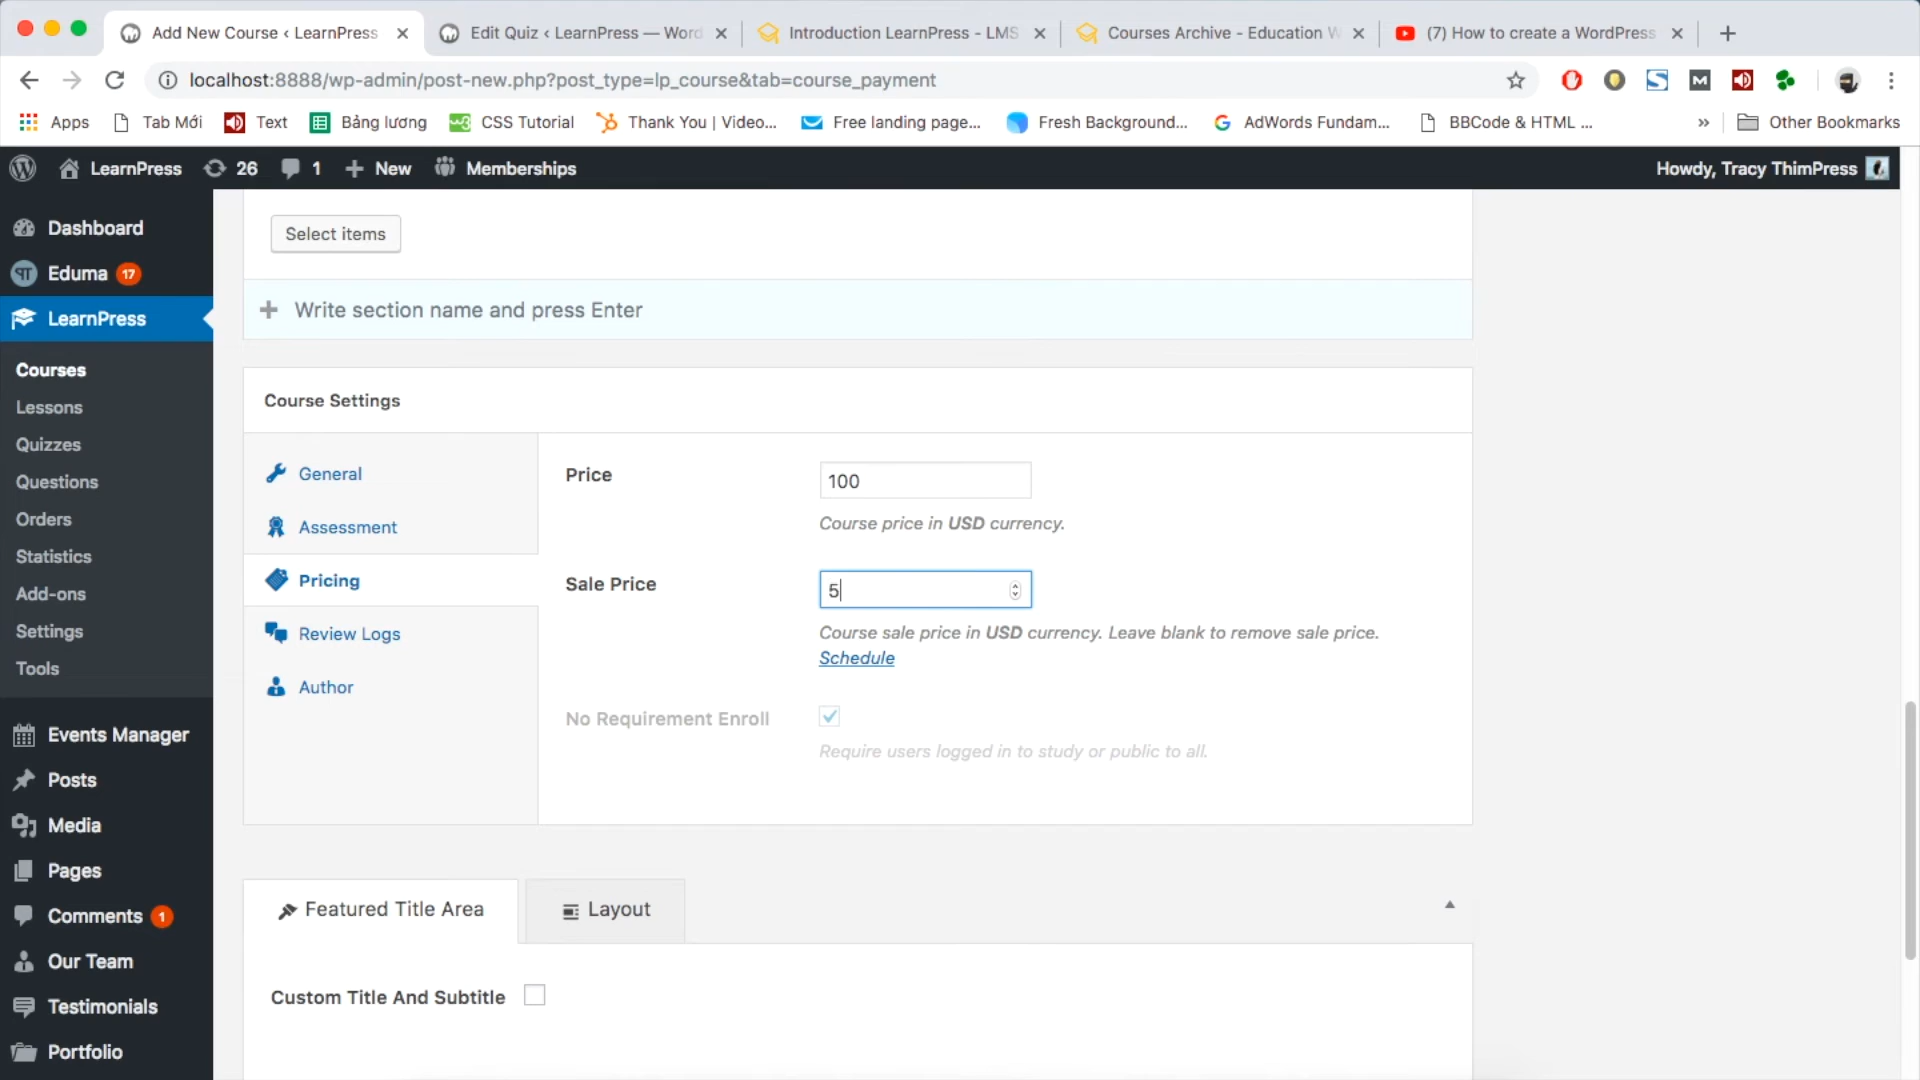 Add New Course ‹ LearnPress
Edit Quiz ‹ LearnPress — Word
Introduction LearnPress - LMS
Courses Archive - Education W
(7) How to create a WordPress
localhost:8888/wp-admin/post-new.php?post_type=lp_course&tab=course_payment
Apps
Tab Mới
Text
Bảng lương
CSS Tutorial
Thank You | Video...
Free landing page...
Fresh Background...
AdWords Fundam...
BBCode & HTML ...
»
Other Bookmarks
LearnPress
26
1
New
Memberships
Howdy, Tracy ThimPress
Dashboard
Eduma 17
LearnPress
Courses
Lessons
Quizzes
Questions
Orders
Statistics
Add-ons
Settings
Tools
Events Manager
Posts
Media
Pages
Comments 1
Our Team
Testimonials
Portfolio
Select items
Write section name and press Enter
Course Settings
General
Assessment
Pricing
Review Logs
Author
Price
100
Course price in USD currency.
Sale Price
5
Course sale price in USD currency. Leave blank to remove sale price.
Schedule
No Requirement Enroll
Require users logged in to study or public to all.
Featured Title Area
Layout
Custom Title And Subtitle